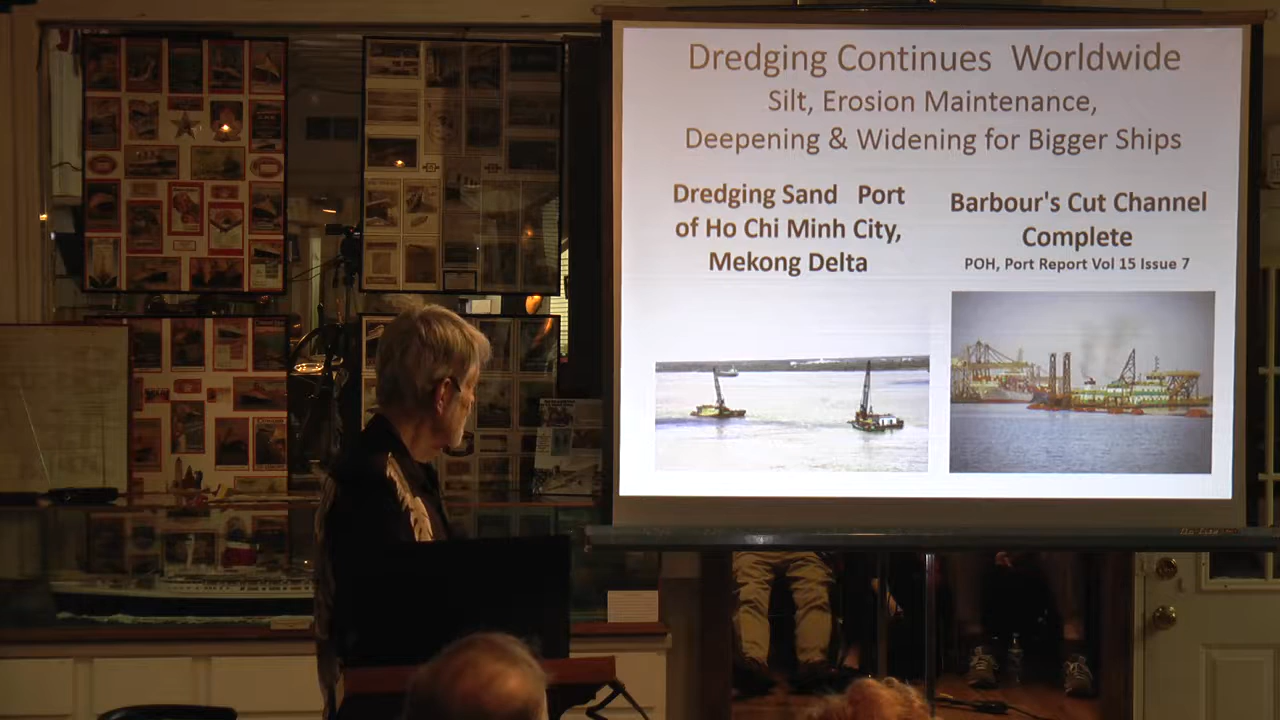 Dredging Continues Worldwide
Silt, Erosion Maintenance,
Deepening & Widening for Bigger Ships
Dredging Sand Port
of Ho Chi Minh City,
Mekong Delta
Barbour's Cut Channel
Complete
POH, Port Report Vol 15 Issue 7